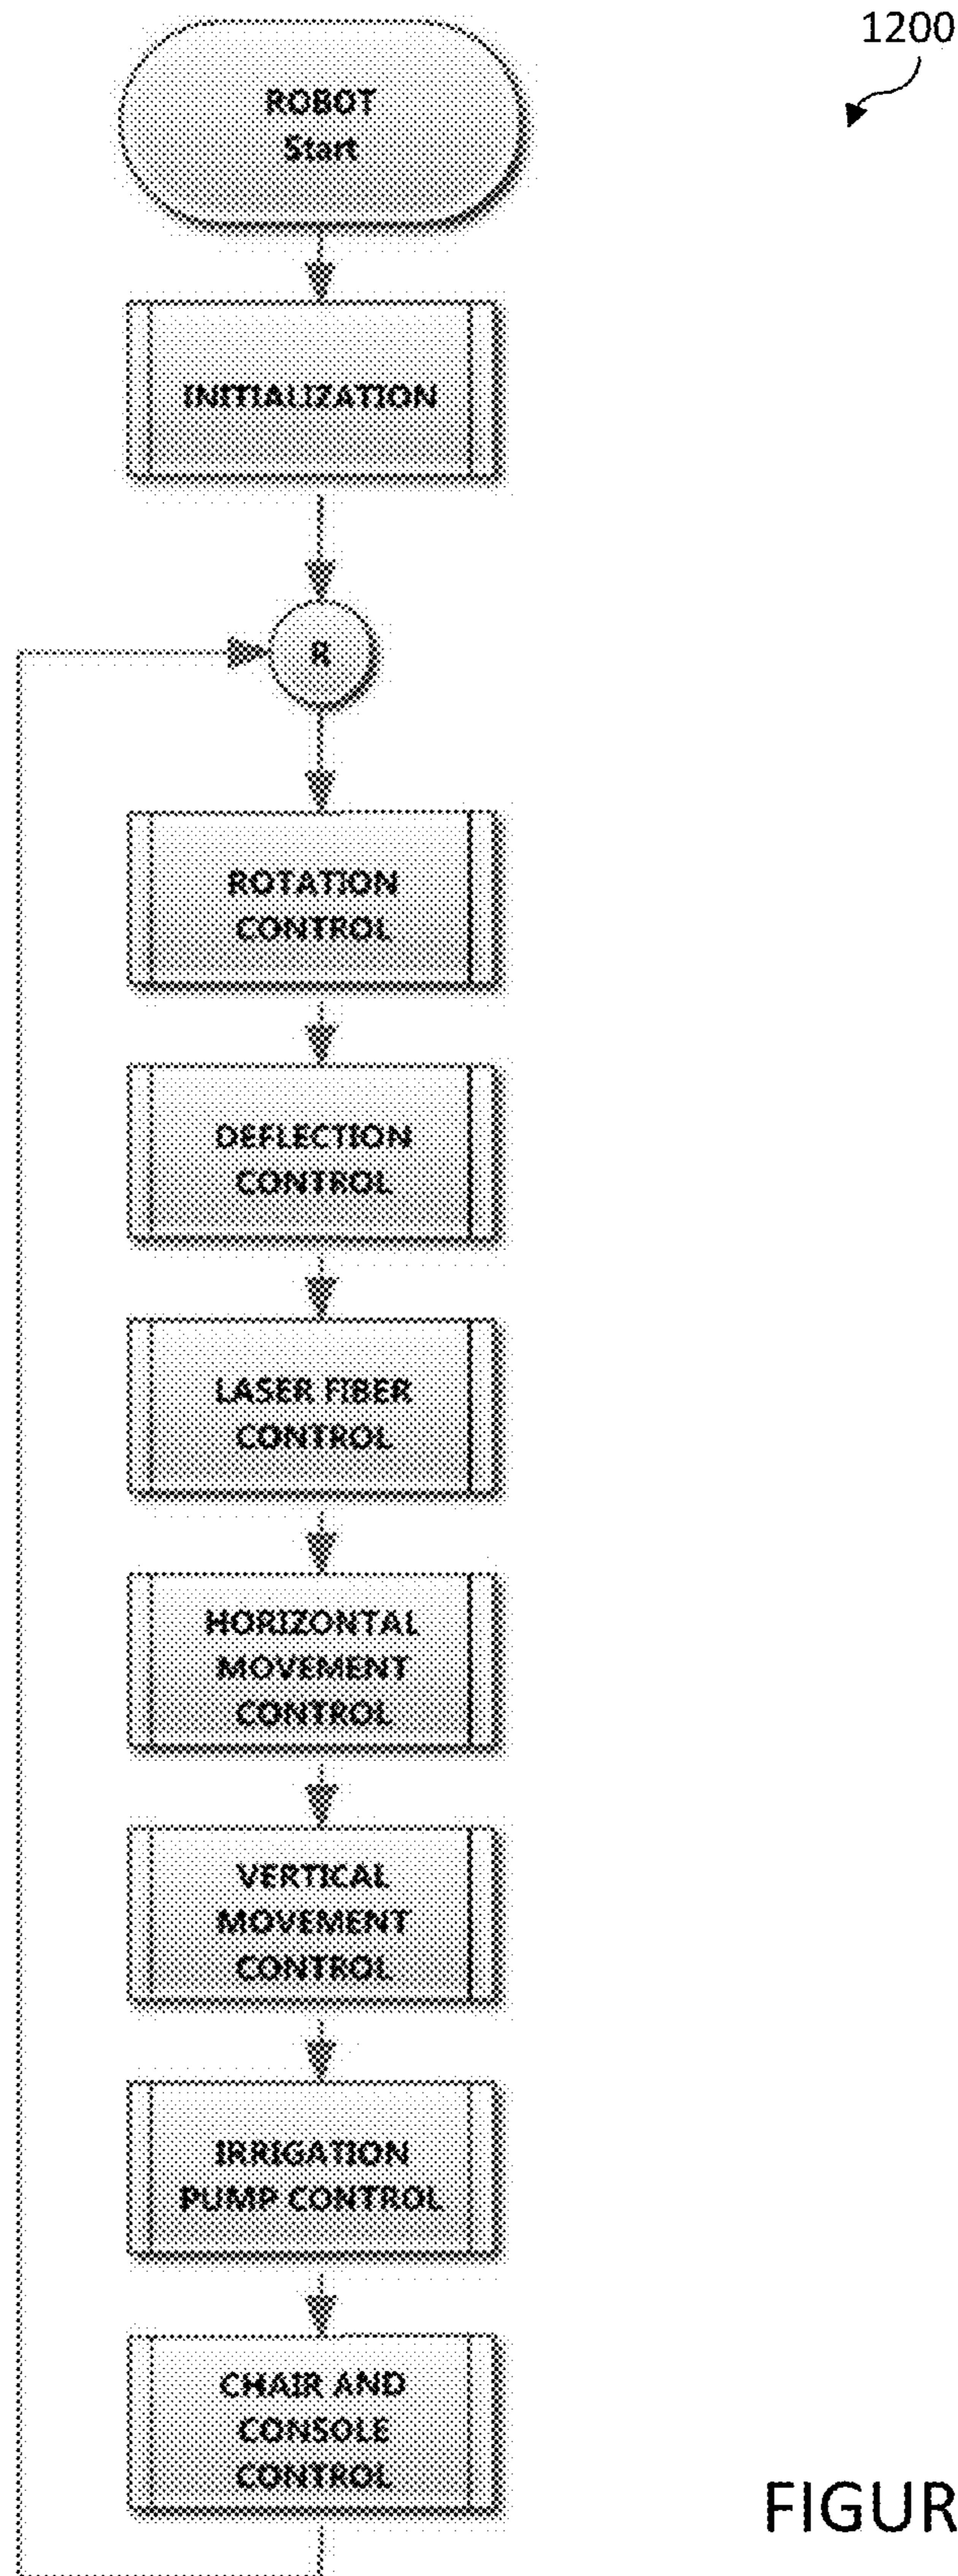 1200
ROBOT
Start
INITIALIZATION
R
ROTATION
CONTROL
DEFLECTION
CONTROL
LASER FIBER
CONTROL
HORIZONTAL
MOVEMENT
CONTROL
VERTICAL
MOVEMENT
CONTROL
IRRIGATION
PUMP CONTROL
CHAIR AND
CONSOLE
CONTROL
FIGUR